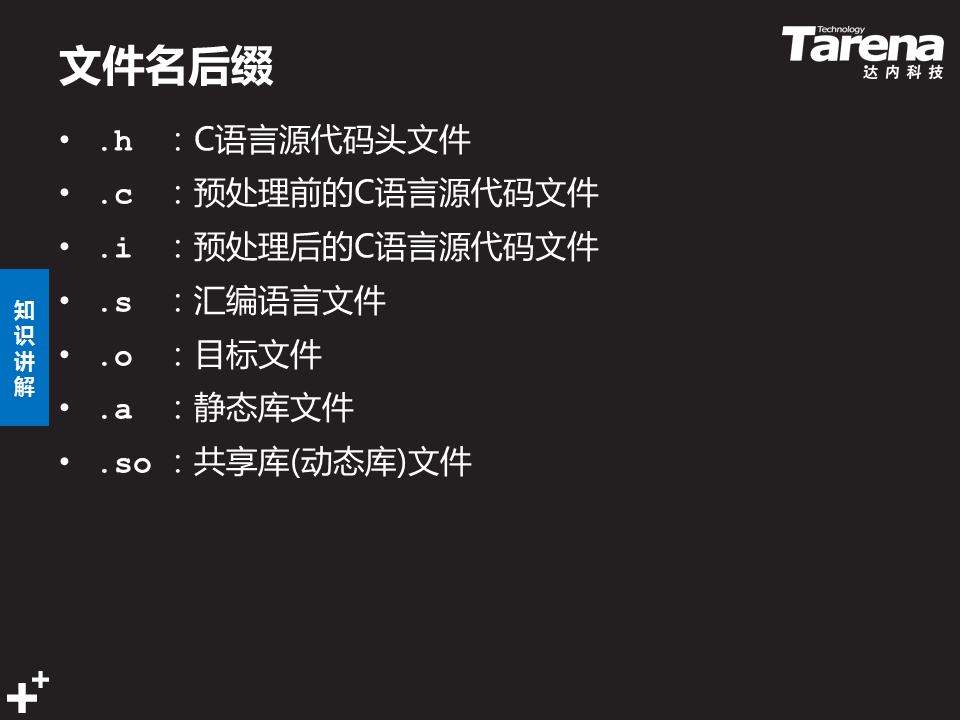 文件名后缀
Technology
Tarena
达内科技
• .h ：C语言源代码头文件
• .c ：预处理前的C语言源代码文件
• .i ：预处理后的C语言源代码文件
• .s ：汇编语言文件
• .o ：目标文件
• .a ：静态库文件
• .so ：共享库(动态库)文件
知识讲解